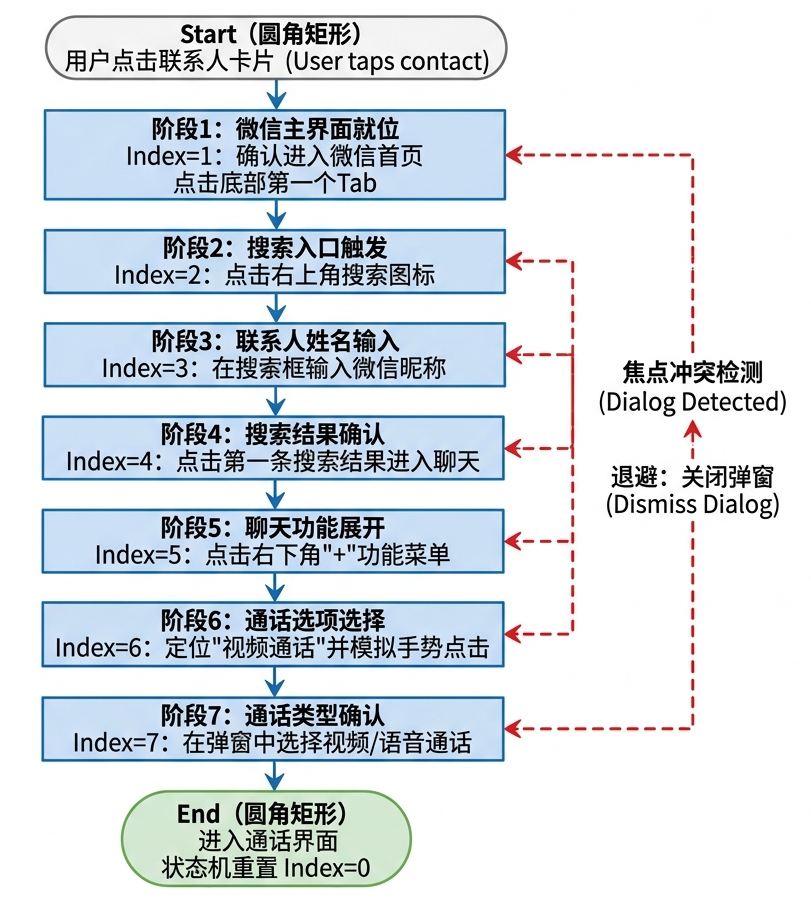 Start（圆角矩形）
用户点击联系人卡片 (User taps contact)
阶段1：微信主界面就位
Index=1：确认进入微信首页
点击底部第一个Tab
阶段2：搜索入口触发
Index=2：点击右上角搜索图标
阶段3：联系人姓名输入
Index=3：在搜索框输入微信昵称
阶段4：搜索结果确认
Index=4：点击第一条搜索结果进入聊天
阶段5：聊天功能展开
Index=5：点击右下角"+"功能菜单
阶段6：通话选项选择
Index=6：定位"视频通话"并模拟手势点击
阶段7：通话类型确认
Index=7：在弹窗中选择视频/语音通话
End（圆角矩形）
进入通话界面
状态机重置 Index=0
焦点冲突检测
(Dialog Detected)
退避：关闭弹窗
(Dismiss Dialog)